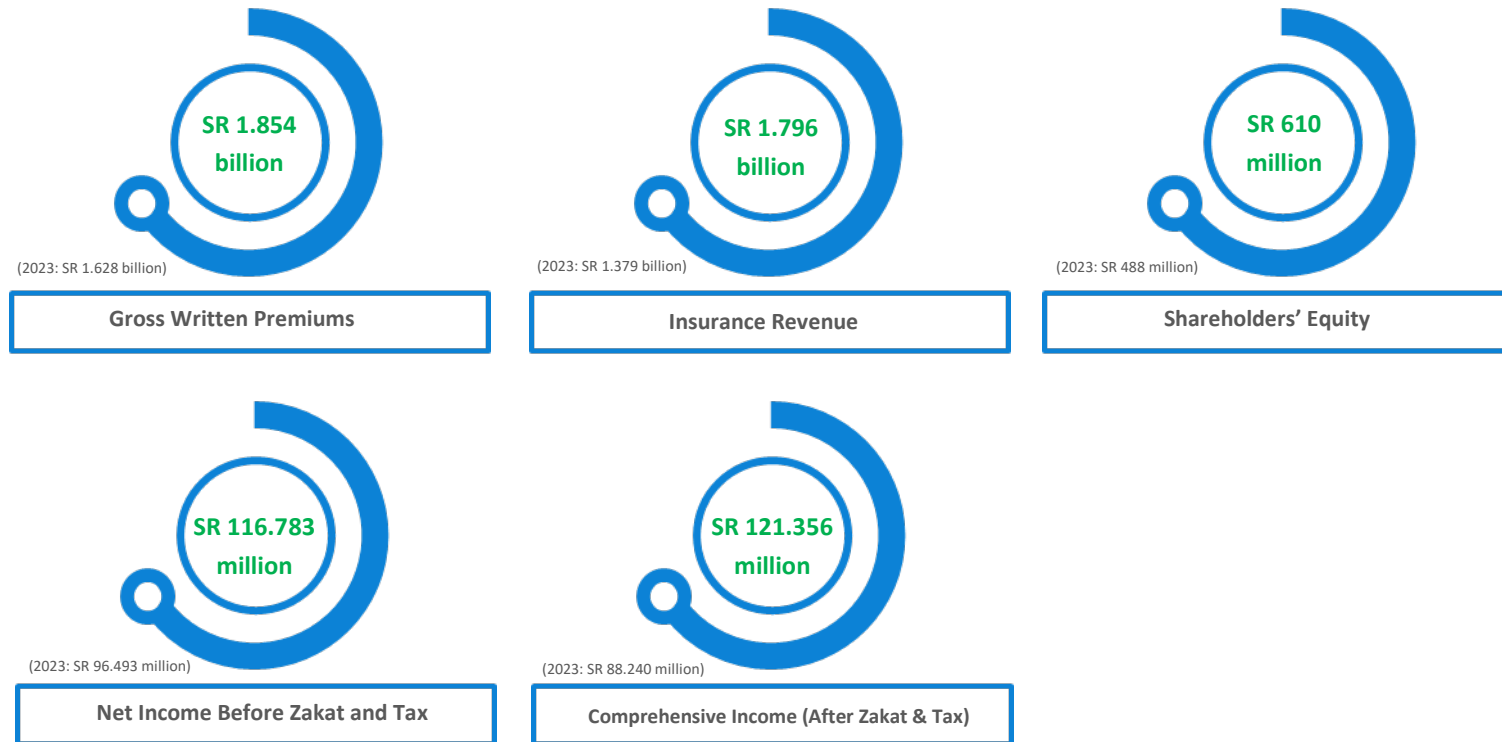 SR 1.854
billion
(2023: SR 1.628 billion)
Gross Written Premiums
SR 1.796
billion
(2023: SR 1.379 billion)
Insurance Revenue
SR 610
million
(2023: SR 488 million)
Shareholders’ Equity
SR 116.783
million
(2023: SR 96.493 million)
Net Income Before Zakat and Tax
SR 121.356
million
(2023: SR 88.240 million)
Comprehensive Income (After Zakat & Tax)